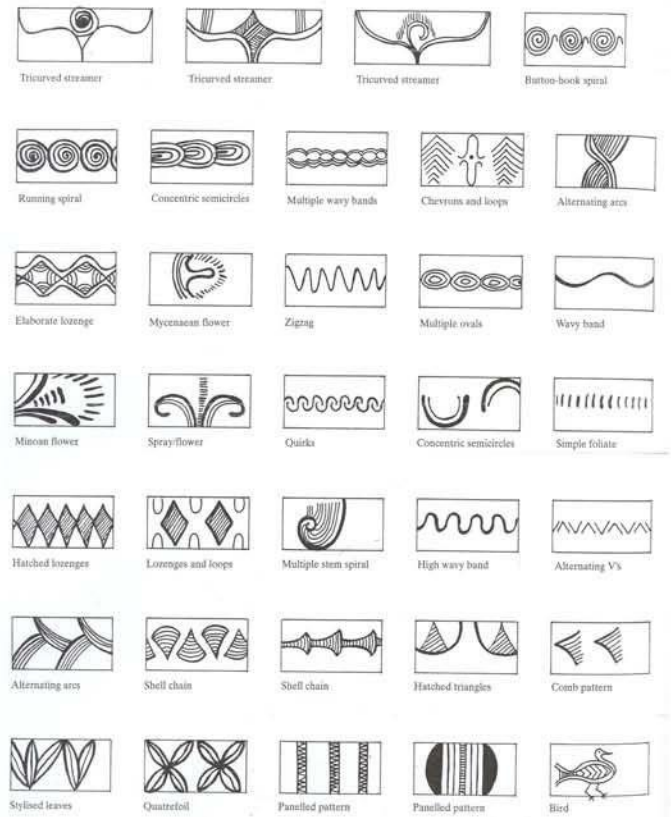 Tricurved streamer
Tricurved streamer
Tricurved streamer
Button-hook spiral
Running spiral
Concentric semicircles
Multiple wavy bands
Chevrons and loops
Alternating arcs
Elaborate lozenge
Mycenaean flower
Zigzag
Multiple ovals
Wavy band
Minoan flower
Spray/flower
Quirks
Concentric semicircles
Simple foliate
Hatched lozenges
Lozenges and loops
Multiple stem spiral
High wavy band
Alternating V's
Alternating arcs
Shell chain
Shell chain
Hatched triangles
Comb pattern
Stylised leaves
Quatrefoil
Panelled pattern
Panelled pattern
Bird